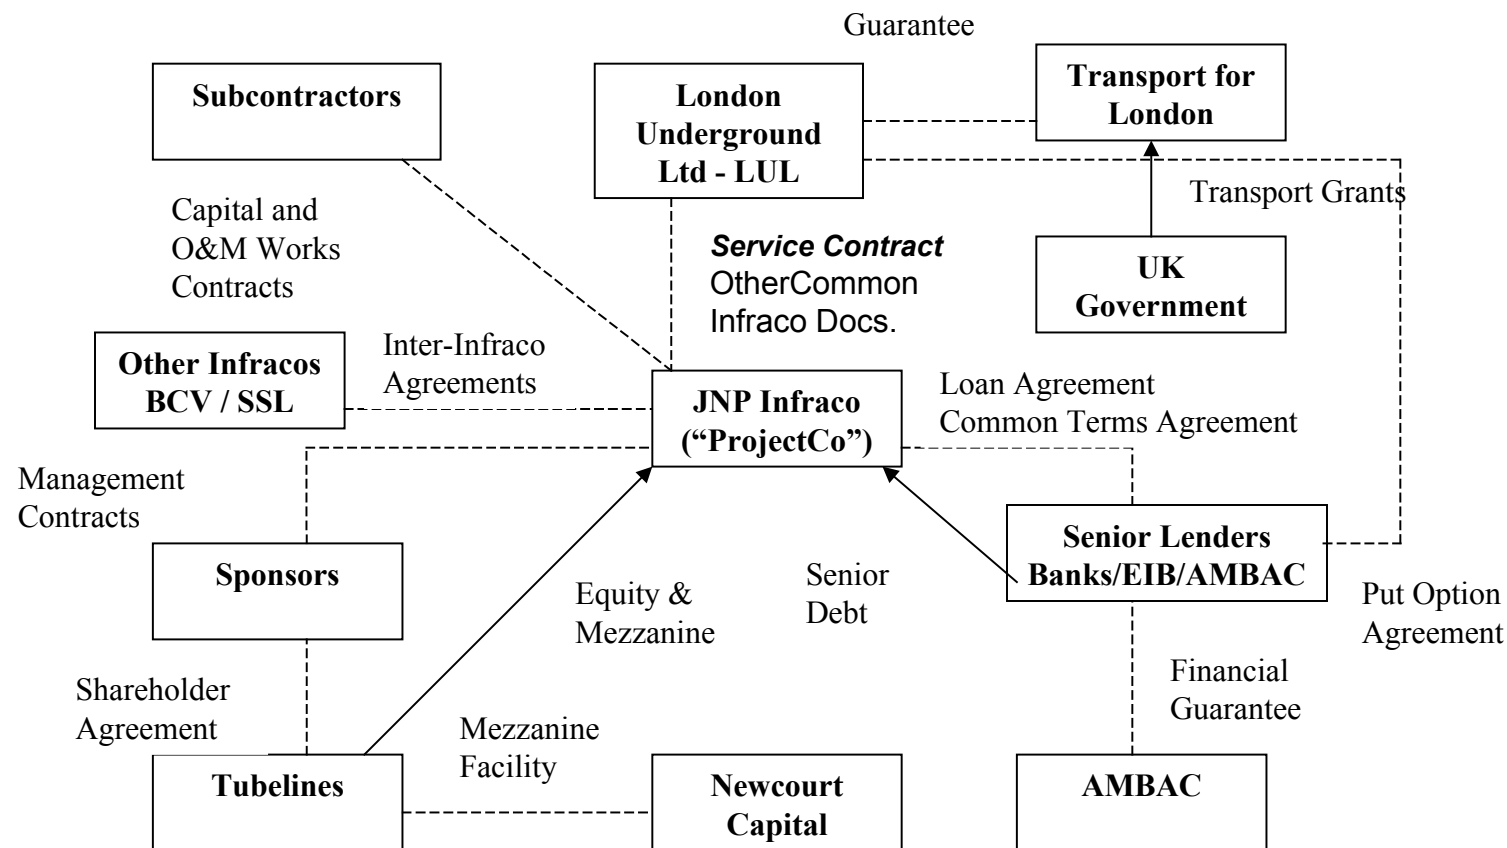 Guarantee
Subcontractors
London
Underground
Ltd - LUL
Transport for
London
Transport Grants
Capital and
O&M Works
Contracts
Service Contract
OtherCommon
Infraco Docs.
UK
Government
Other Infracos
BCV / SSL
Inter-Infraco
Agreements
JNP Infraco
(“ProjectCo”)
Loan Agreement
Common Terms Agreement
Management
Contracts
Sponsors
Equity &
Mezzanine
Senior
Debt
Senior Lenders
Banks/EIB/AMBAC
Put Option
Agreement
Shareholder
Agreement
Mezzanine
Facility
Financial
Guarantee
Tubelines
Newcourt
Capital
AMBAC